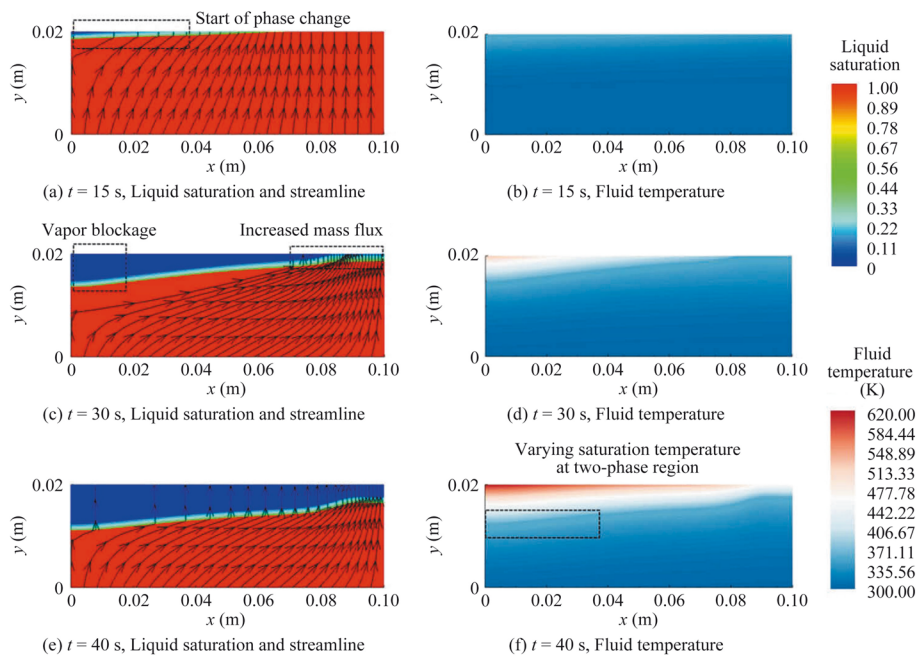 Start of phase change
0.02
y (m)
0
0 0.02 0.04 0.06 0.08 0.10
x (m)
(a) t = 15 s, Liquid saturation and streamline
0.02
y (m)
0
0 0.02 0.04 0.06 0.08 0.10
x (m)
(b) t = 15 s, Fluid temperature
Liquid
saturation
1.00
0.89
0.78
0.67
0.56
0.44
0.33
0.22
0.11
0
Vapor blockage
Increased mass flux
0.02
y (m)
0
0 0.02 0.04 0.06 0.08 0.10
x (m)
(c) t = 30 s, Liquid saturation and streamline
0.02
y (m)
0
0 0.02 0.04 0.06 0.08 0.10
x (m)
(d) t = 30 s, Fluid temperature
Fluid
temperature
(K)
620.00
584.44
548.89
513.33
477.78
442.22
406.67
371.11
335.56
300.00
0.02
y (m)
0
0 0.02 0.04 0.06 0.08 0.10
x (m)
(e) t = 40 s, Liquid saturation and streamline
Varying saturation temperature
at two-phase region
0.02
y (m)
0
0 0.02 0.04 0.06 0.08 0.10
x (m)
(f) t = 40 s, Fluid temperature